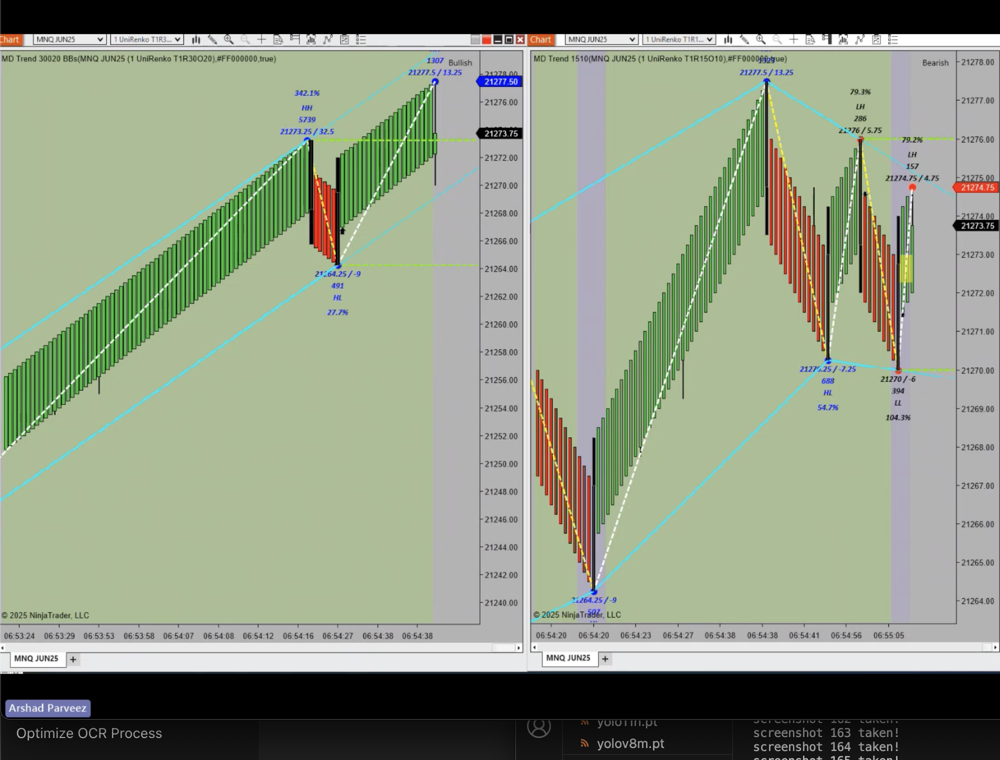 Chart
MNQ JUN25
1 UniRenko T1R3...
MD Trend 30020 BBs(MNQ JUN25 (1 UniRenko T1R30O20),#FF000000,true)
Bullish
1307
21277.5 / 13.25
342.1%
HH
5739
21273.25 / 32.5
21264.25 / -9
491
HL
27.7%
21278.00
21277.50
21276.00
21273.75
21272.00
21270.00
21268.00
21266.00
21264.00
21262.00
21260.00
21258.00
21256.00
21254.00
21252.00
21250.00
21248.00
21246.00
21244.00
21242.00
21240.00
© 2025 NinjaTrader, LLC
06:53:24 06:53:29 06:53:53 06:53:58 06:54:07 06:54:08 06:54:12 06:54:16 06:54:27 06:54:38 06:54:38
MNQ JUN25 +
Chart
MNQ JUN25
1 UniRenko T1R1...
MD Trend 1510(MNQ JUN25 (1 UniRenko T1R15O10),#FF000000,true)
Bearish
21277.5 / 13.25
79.3%
LH
286
21276 / 5.75
79.2%
LH
157
21274.75 / 4.75
21270.25 / -7.25
688
HL
54.7%
21270 / -6
394
LL
104.3%
21264.25 / -9
21278.00
21277.00
21276.00
21275.00
21274.75
21274.00
21273.75
21273.00
21272.00
21271.00
21270.00
21269.00
21268.00
21267.00
21266.00
21265.00
21264.00
© 2025 NinjaTrader, LLC
06:54:20 06:54:20 06:54:23 06:54:27 06:54:38 06:54:38 06:54:41 06:54:56 06:55:05
MNQ JUN25 +
Arshad Parveez
Optimize OCR Process
yolo11n.pt
yolov8m.pt
screenshot 162 taken!
screenshot 163 taken!
screenshot 164 taken!
screenshot 165 taken!